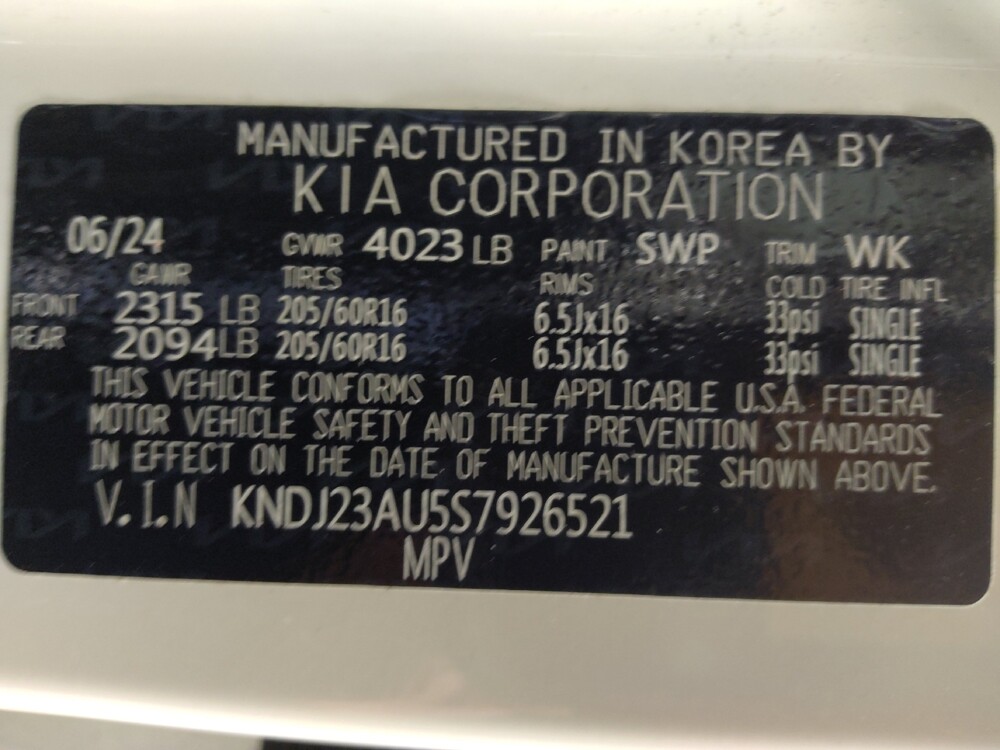 MANUFACTURED IN KOREA BY
KIA CORPORATION
06/24 GVWR 4023 LB PAINT SWP TRIM WK
GAWR TIRES RIMS COLD TIRE INFL
FRONT 2315 LB 205/60R16 6.5Jx16 33psi SINGLE
REAR 2094LB 205/60R16 6.5Jx16 33psi SINGLE
THIS VEHICLE CONFORMS TO ALL APPLICABLE U.S.A. FEDERAL
MOTOR VEHICLE SAFETY AND THEFT PREVENTION STANDARDS
IN EFFECT ON THE DATE OF MANUFACTURE SHOWN ABOVE.
V.I.N KNDJ23AU5S7926521
MPV